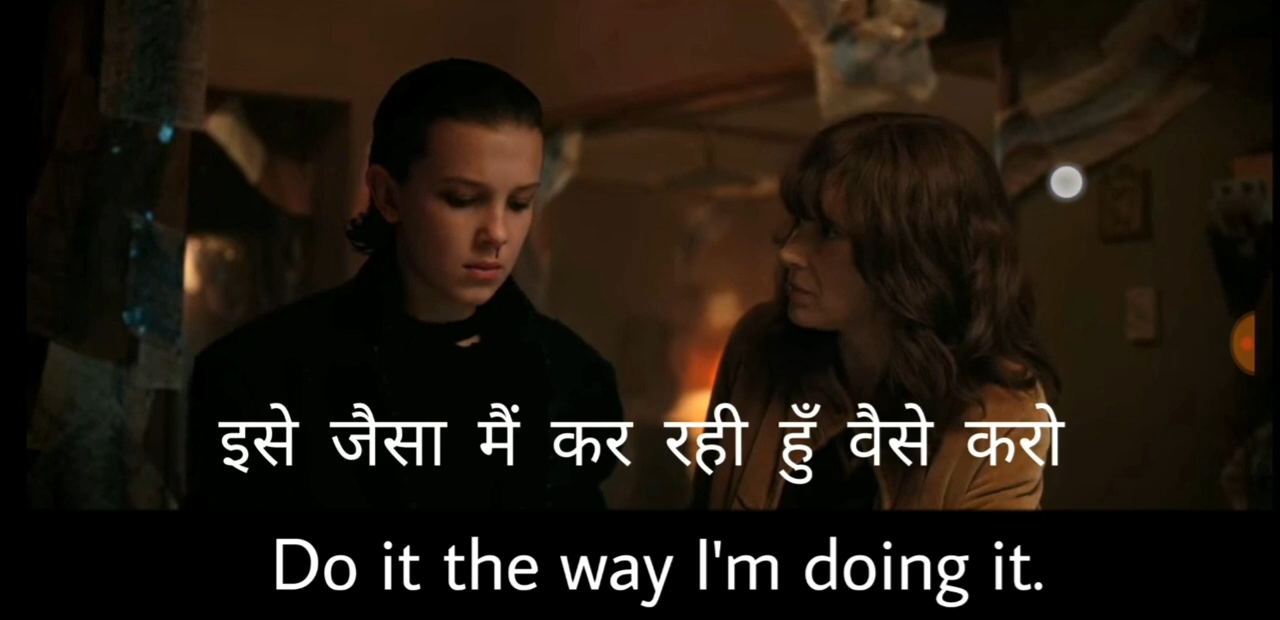 इसे जैसा मैं कर रही हूँ वैसे करो
Do it the way I'm doing it.